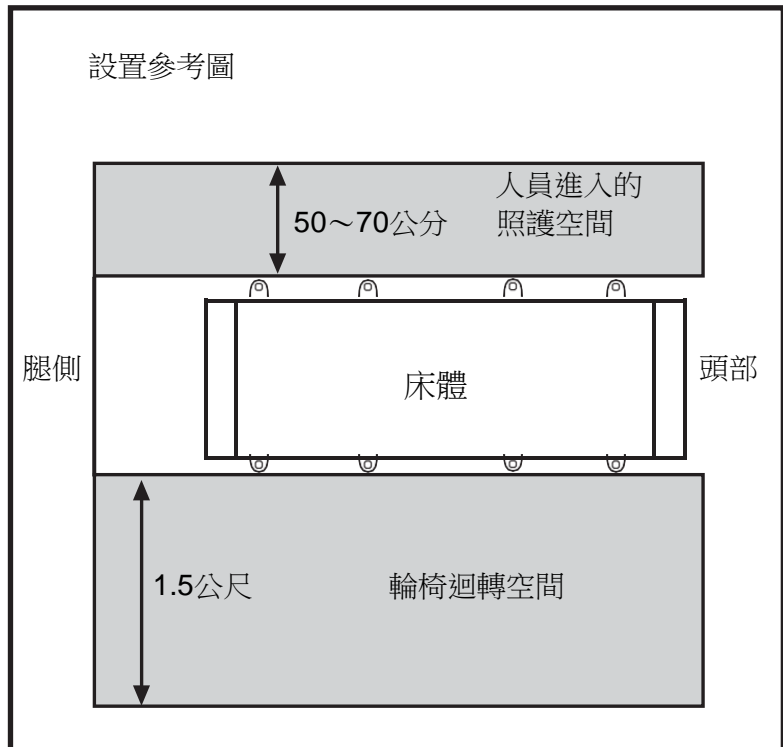 設置參考圖
人員進入的
50～70公分
照護空間
腿側
床體
頭部
1.5公尺
輪椅迴轉空間